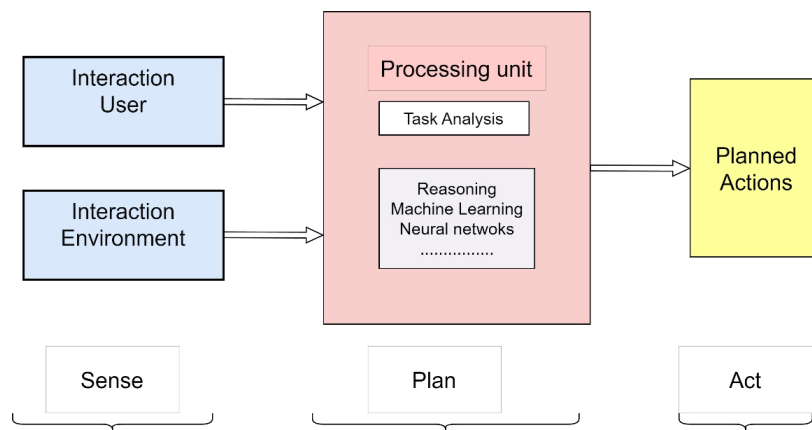 Interaction
User
Interaction
Environment
Processing unit
Task Analysis
Reasoning
Machine Learning
Neural netwoks
................
Planned
Actions
Sense
Plan
Act